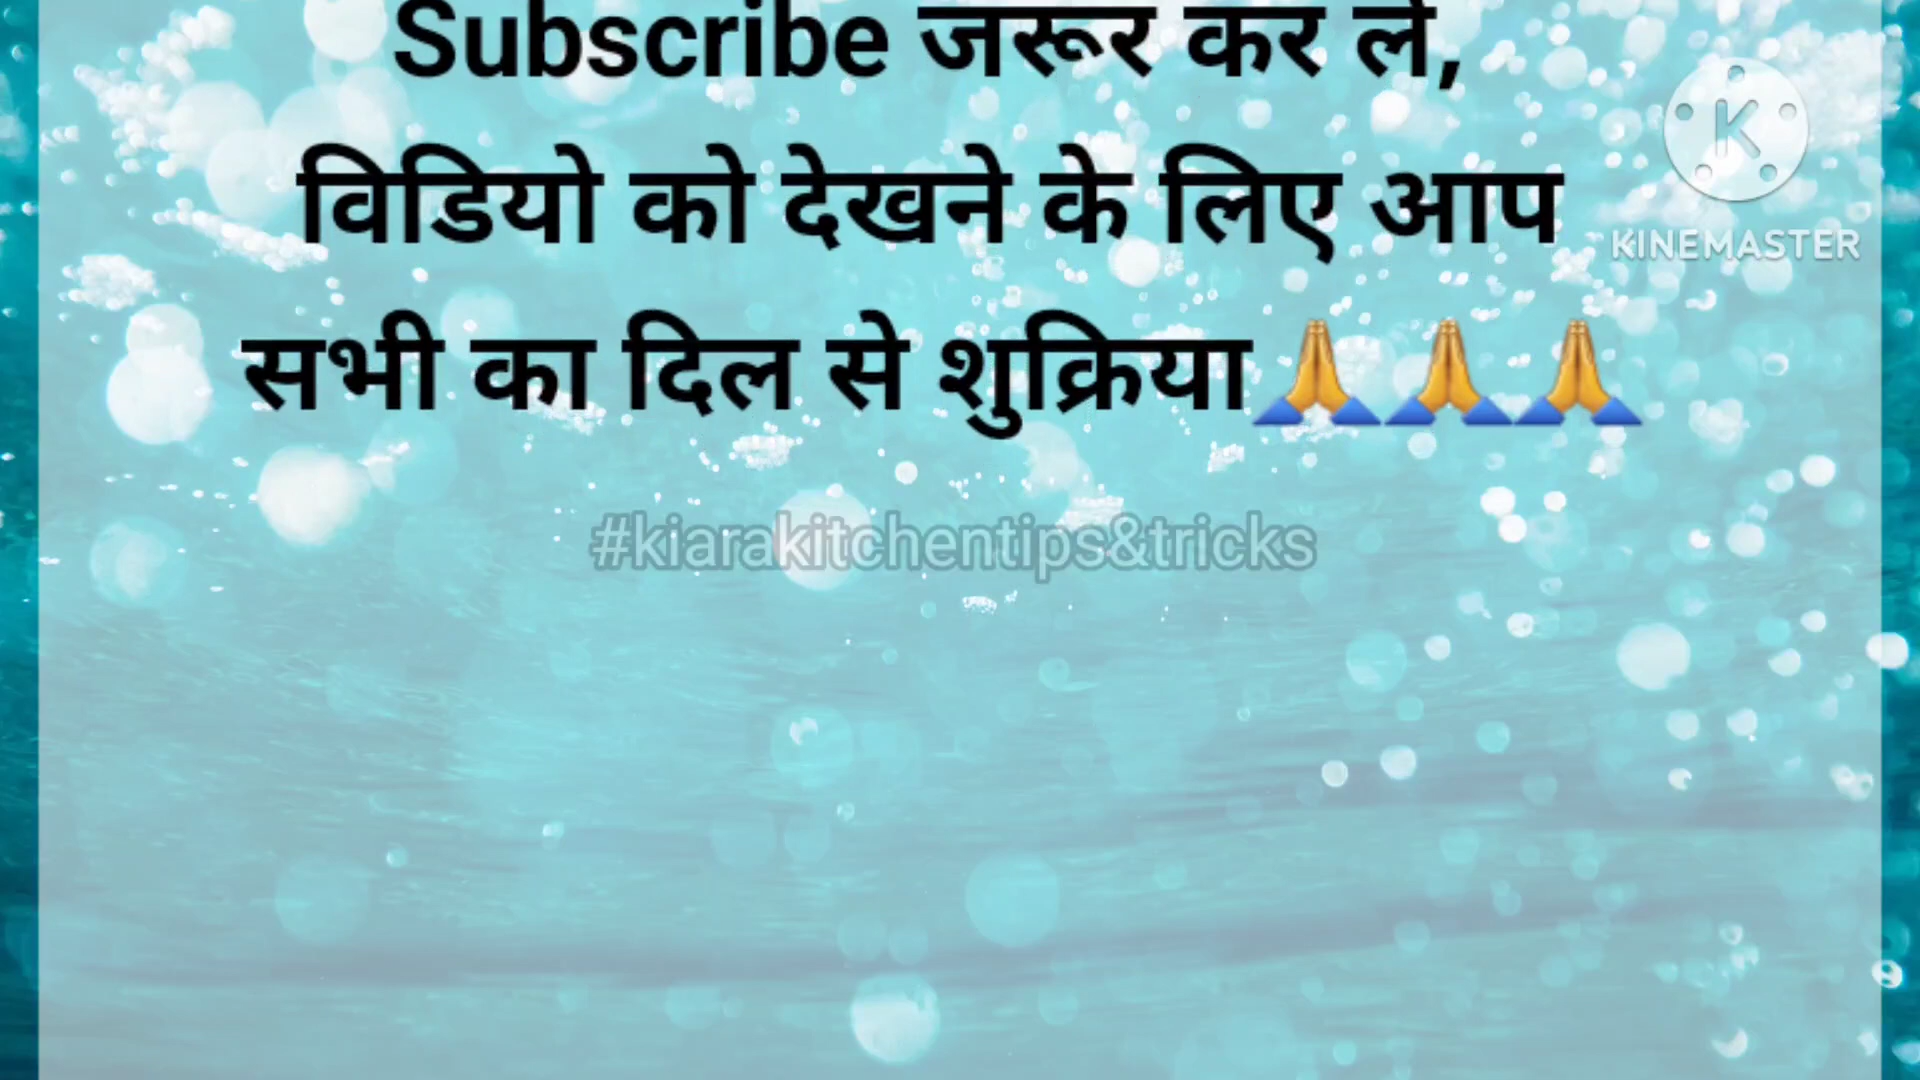 Subscribe जरूर कर ले,
विडियो को देखने के लिए आप
सभी का दिल से शुक्रिया🙏🙏🙏
K
KINEMASTER
#kiarakitchentips&tricks